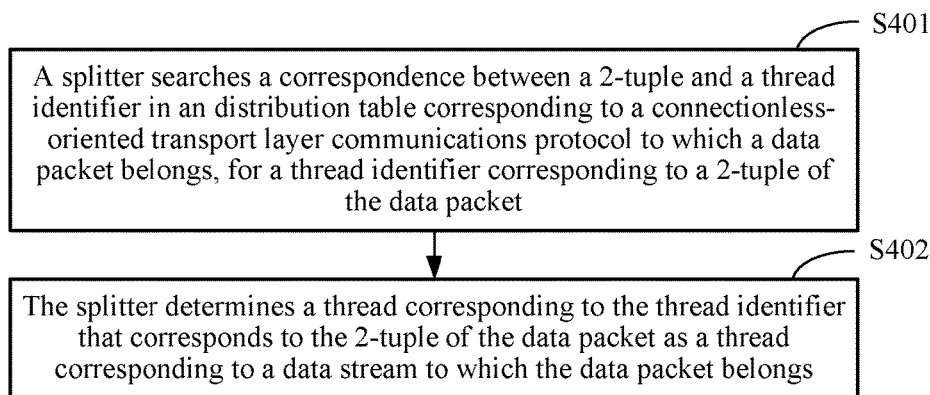 S401
A splitter searches a correspondence between a 2-tuple and a thread
identifier in an distribution table corresponding to a connectionless-
oriented transport layer communications protocol to which a data
packet belongs, for a thread identifier corresponding to a 2-tuple of
the data packet
S402
The splitter determines a thread corresponding to the thread identifier
that corresponds to the 2-tuple of the data packet as a thread
corresponding to a data stream to which the data packet belongs